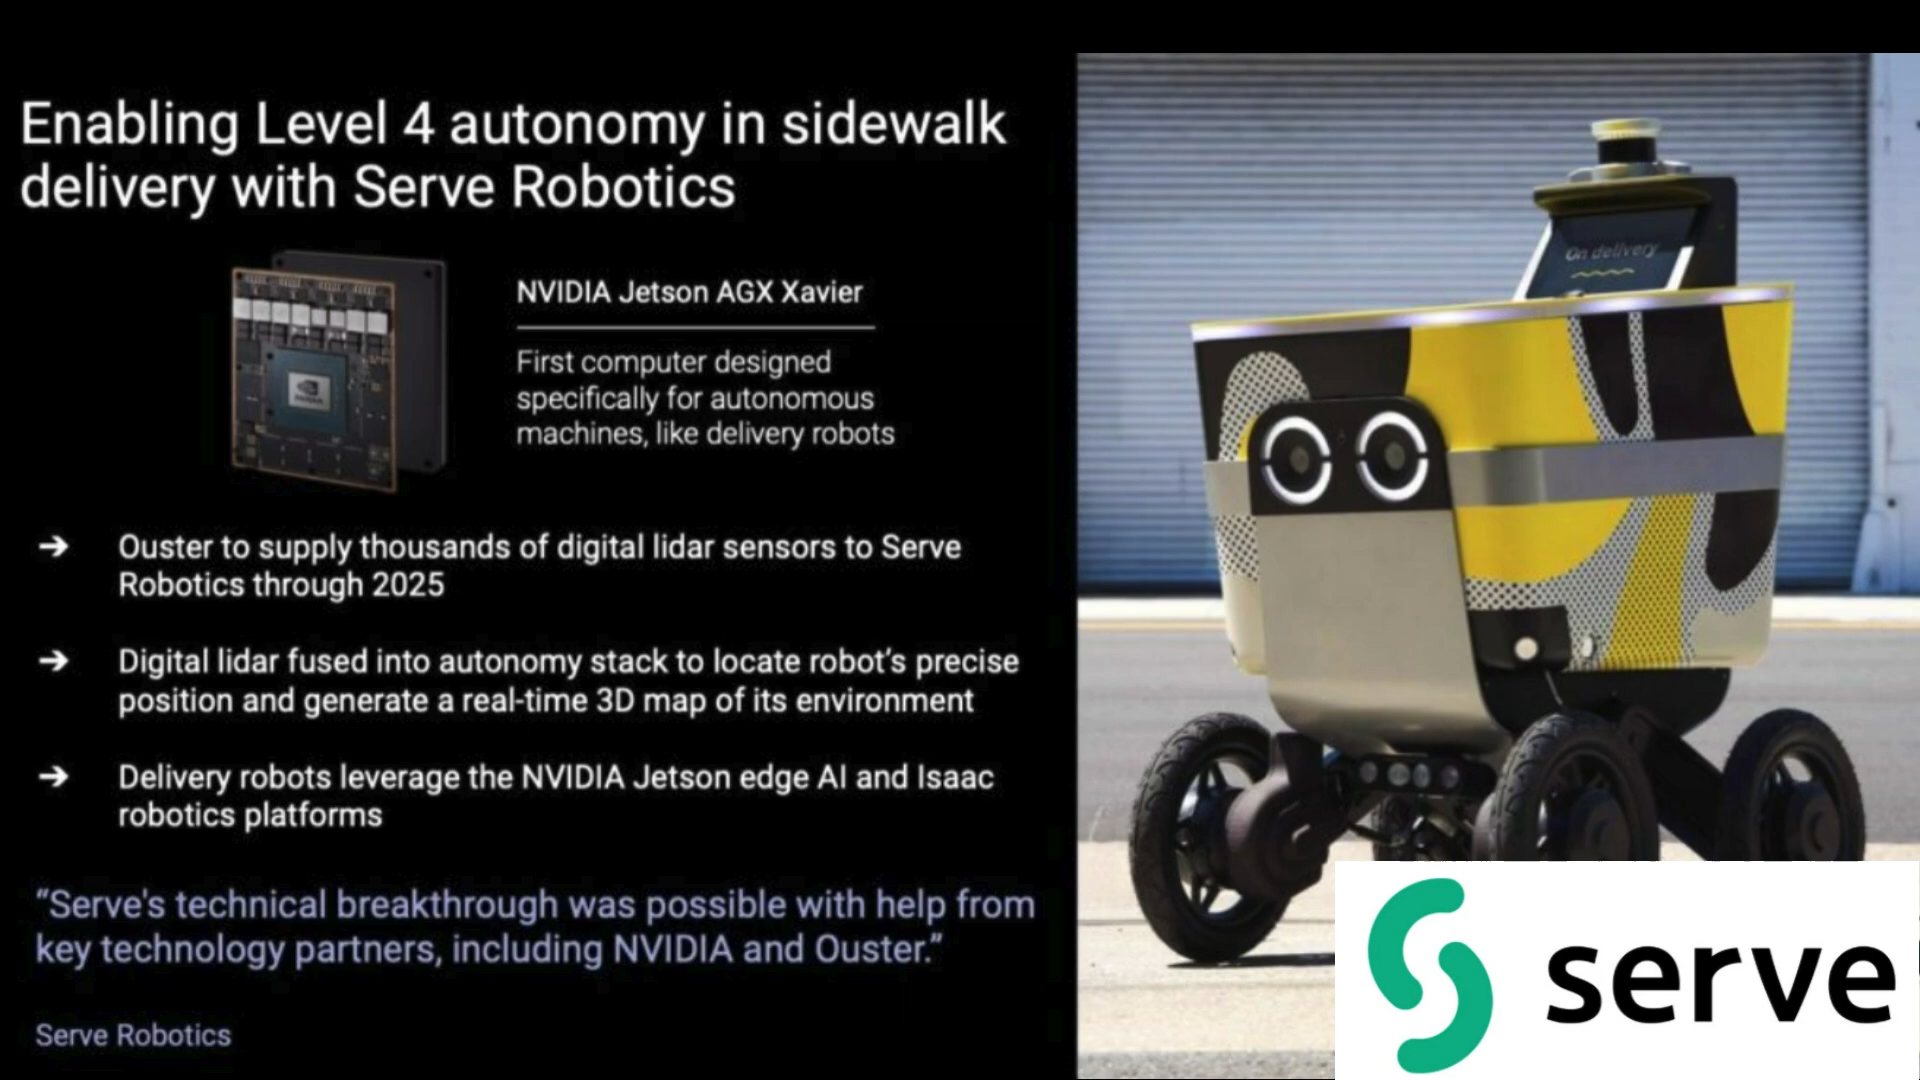 Enabling Level 4 autonomy in sidewalk
delivery with Serve Robotics
NVIDIA
NVIDIA Jetson AGX Xavier
First computer designed
specifically for autonomous
machines, like delivery robots
➔ Ouster to supply thousands of digital lidar sensors to Serve
Robotics through 2025
➔ Digital lidar fused into autonomy stack to locate robot’s precise
position and generate a real-time 3D map of its environment
➔ Delivery robots leverage the NVIDIA Jetson edge AI and Isaac
robotics platforms
“Serve's technical breakthrough was possible with help from
key technology partners, including NVIDIA and Ouster.”
Serve Robotics
On delivery
serve